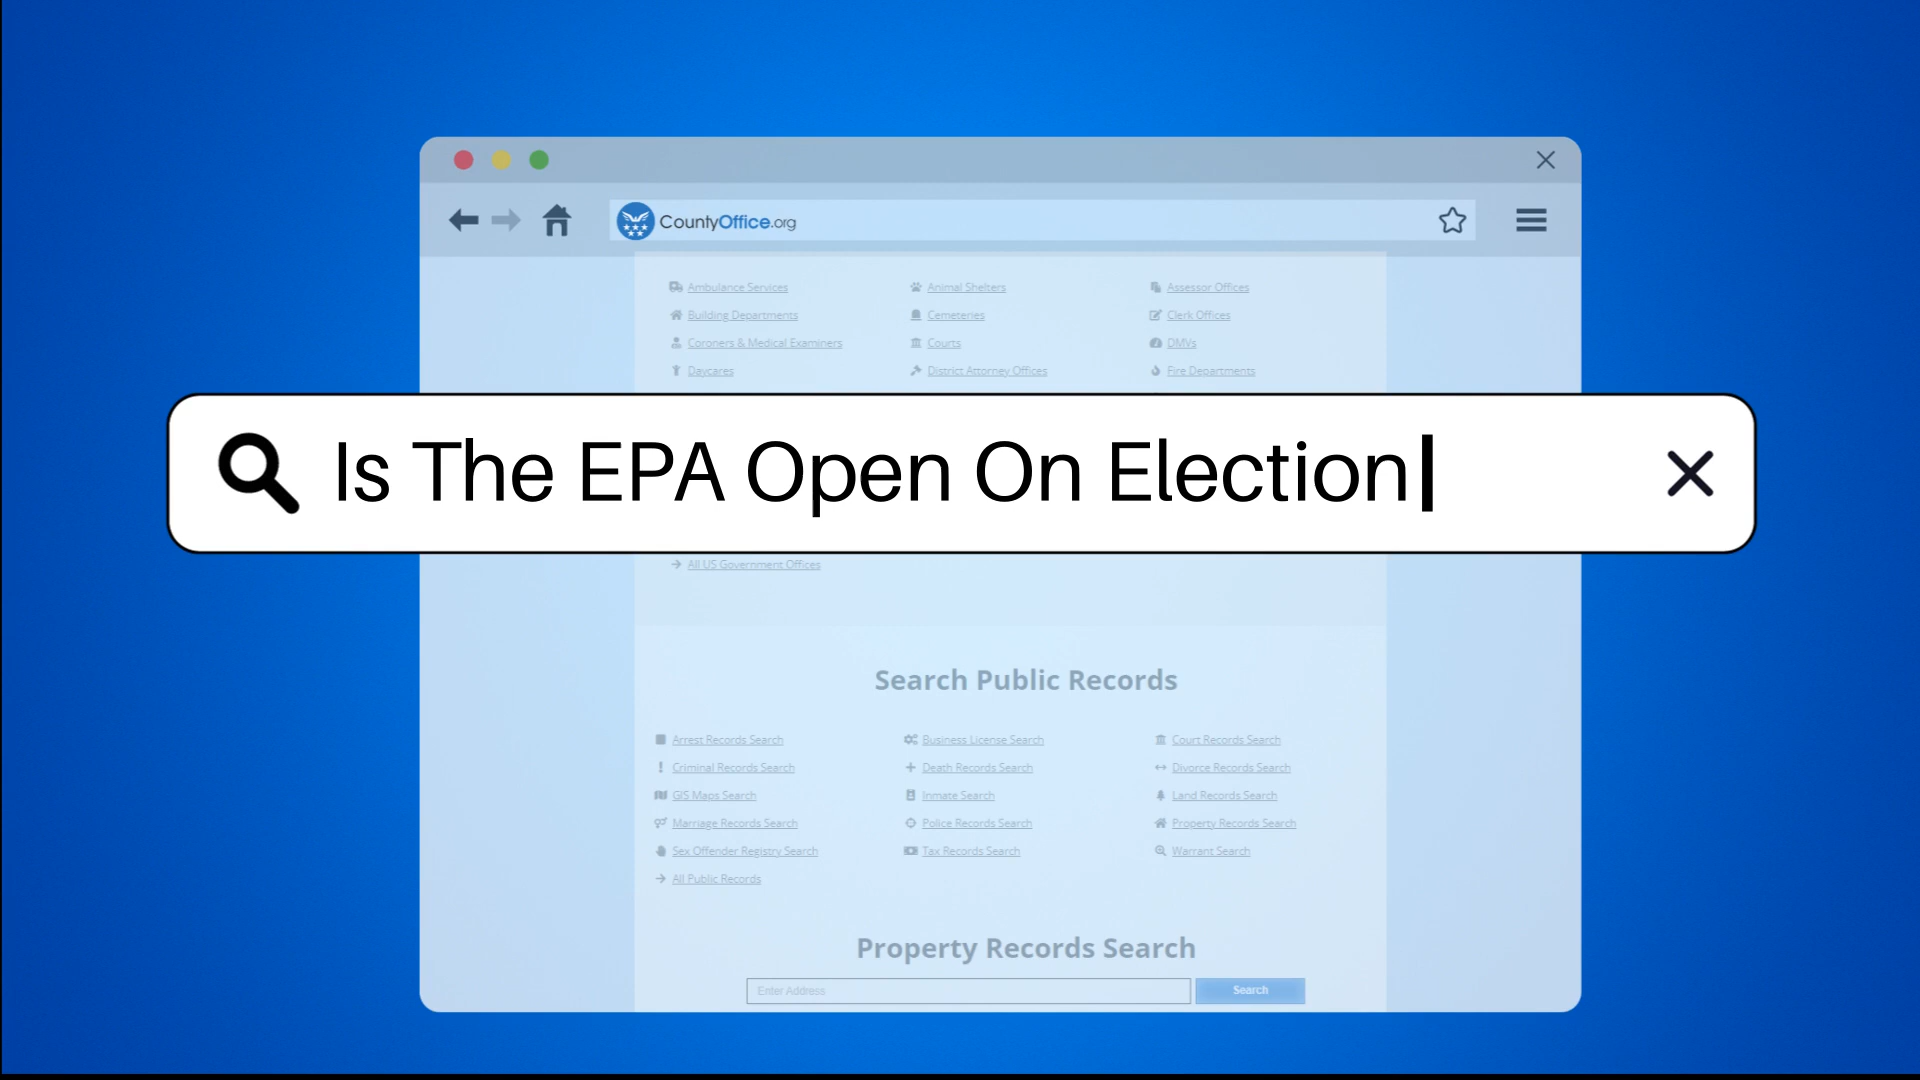 CountyOffice.org
Ambulance Services Animal Shelters Assessor Offices
Building Departments Cemeteries Clerk Offices
Coroners & Medical Examiners Courts DMVs
Daycares District Attorney Offices Fire Departments
Is The EPA Open On Election
All US Government Offices
Search Public Records
Arrest Records Search Business License Search Court Records Search
Criminal Records Search Death Records Search Divorce Records Search
GIS Maps Search Inmate Search Land Records Search
Marriage Records Search Police Records Search Property Records Search
Sex Offender Registry Search Tax Records Search Warrant Search
All Public Records
Property Records Search
Enter Address Search